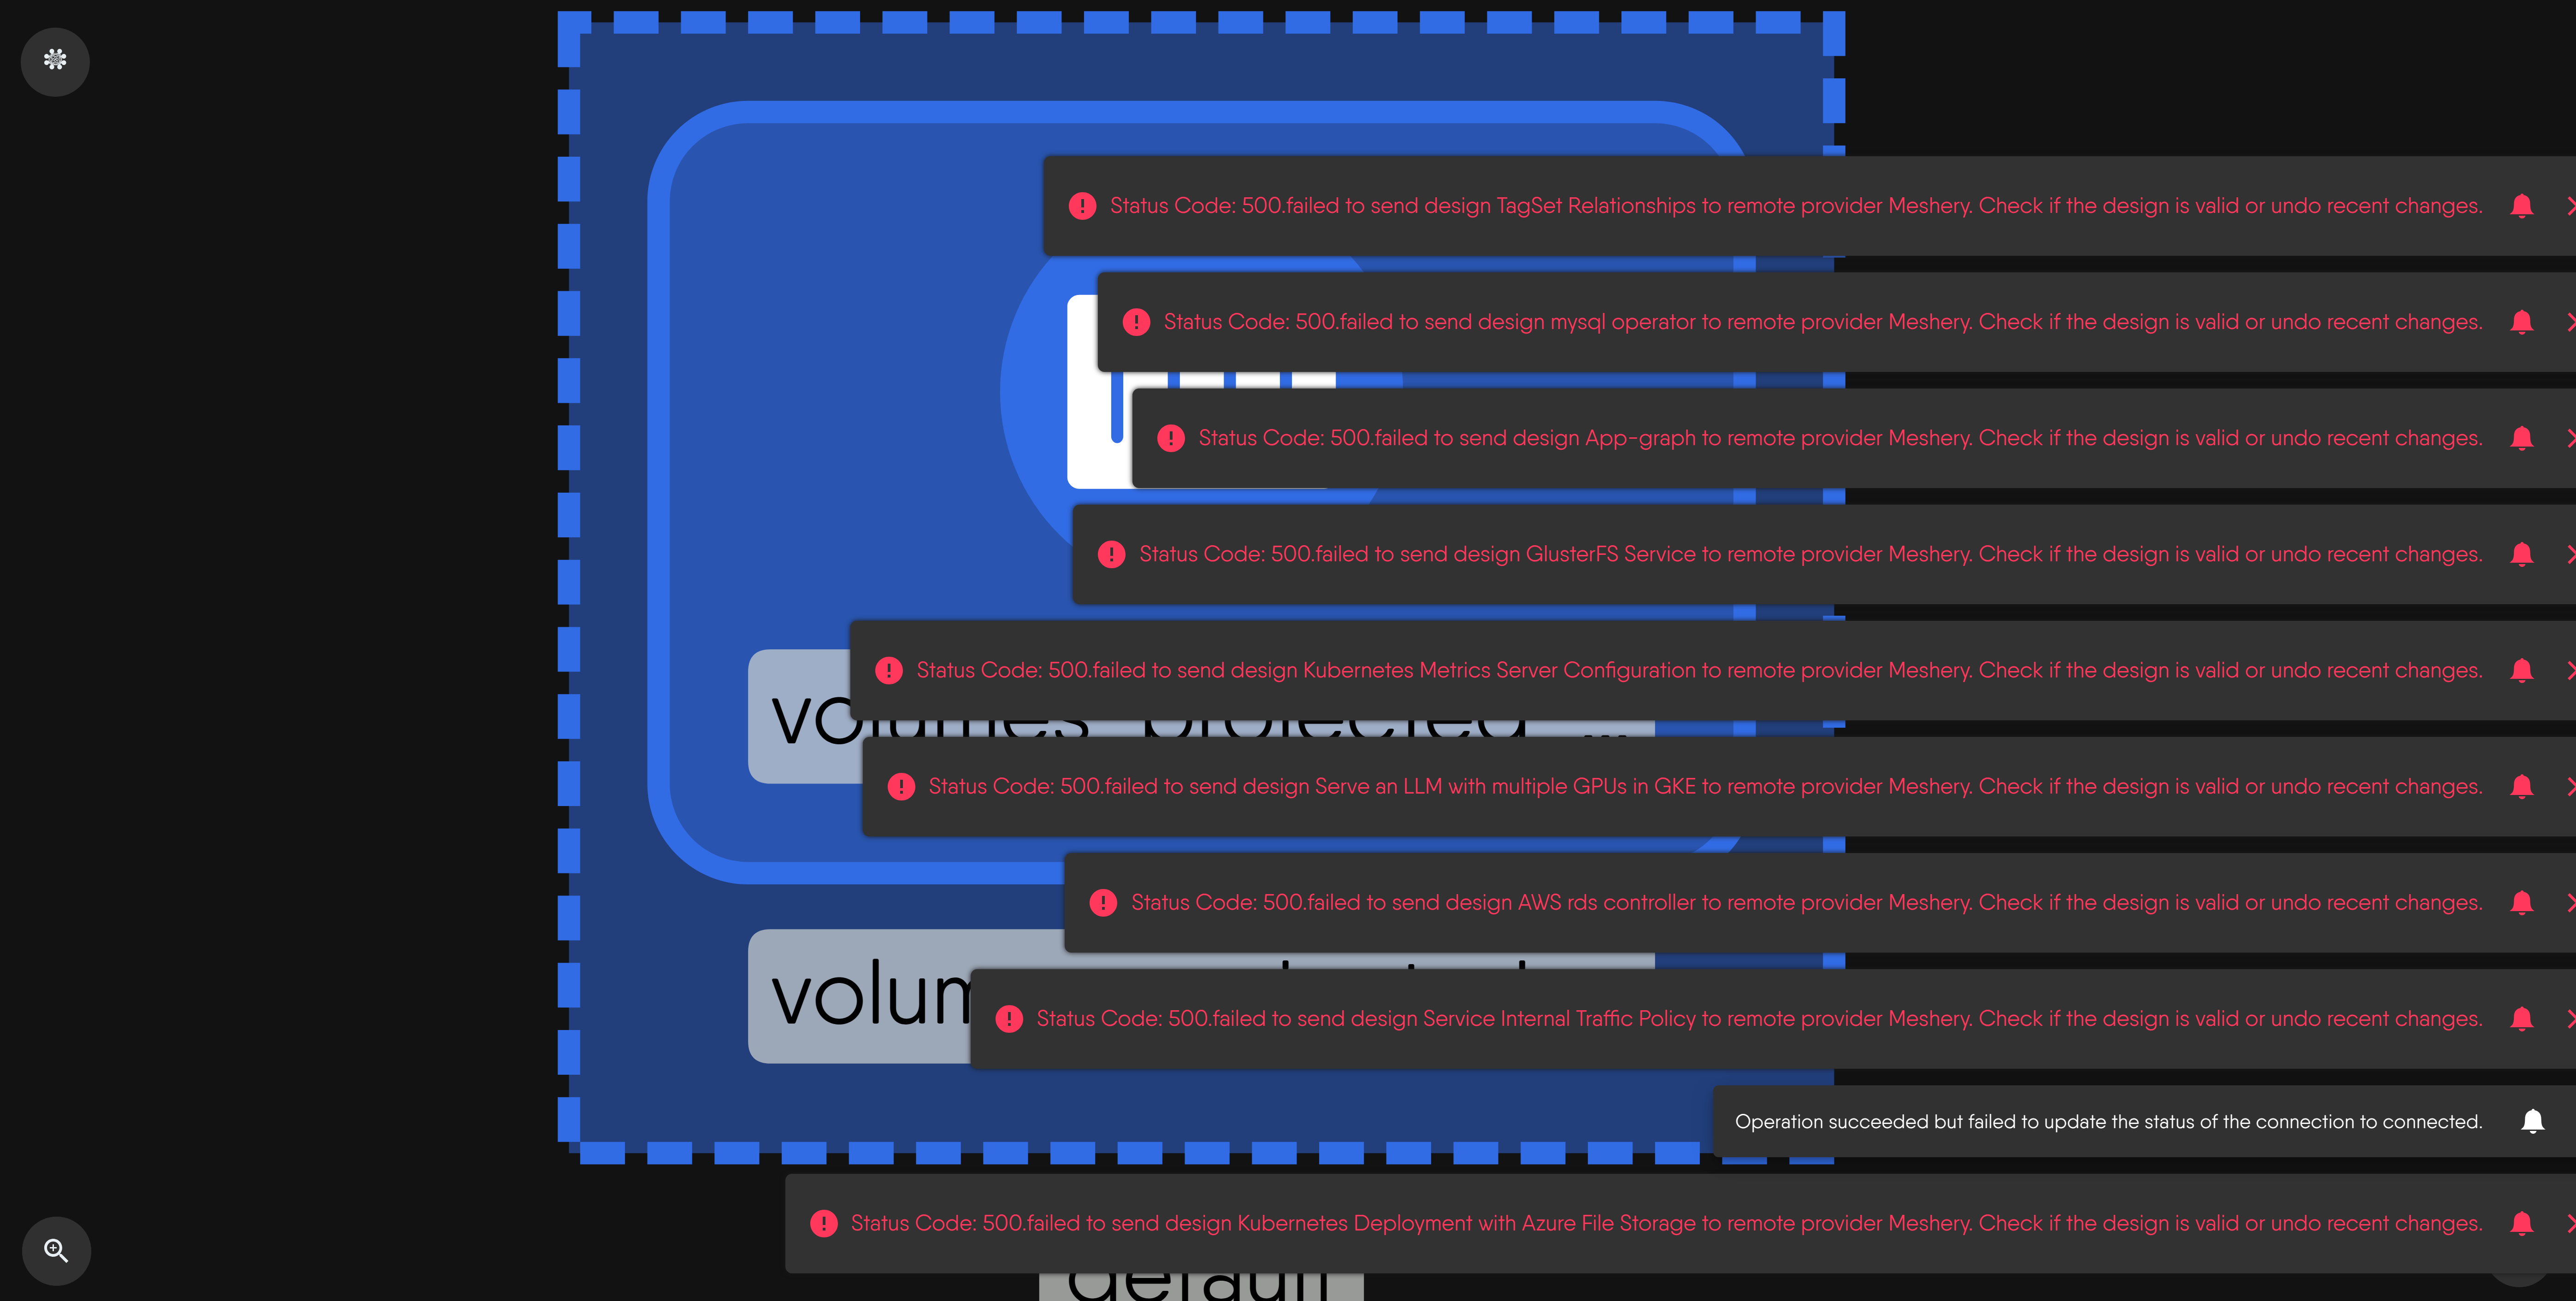 Status Code: 500.failed to send design TagSet Relationships to remote provider Meshery. Check if the design is valid or undo recent changes.
Status Code: 500.failed to send design mysql operator to remote provider Meshery. Check if the design is valid or undo recent changes.
Status Code: 500.failed to send design App-graph to remote provider Meshery. Check if the design is valid or undo recent changes.
Status Code: 500.failed to send design GlusterFS Service to remote provider Meshery. Check if the design is valid or undo recent changes.
Status Code: 500.failed to send design Kubernetes Metrics Server Configuration to remote provider Meshery. Check if the design is valid or undo recent changes.
volumes-projected-...
Status Code: 500.failed to send design Serve an LLM with multiple GPUs in GKE to remote provider Meshery. Check if the design is valid or undo recent changes.
Status Code: 500.failed to send design AWS rds controller to remote provider Meshery. Check if the design is valid or undo recent changes.
Status Code: 500.failed to send design Service Internal Traffic Policy to remote provider Meshery. Check if the design is valid or undo recent changes.
Operation succeeded but failed to update the status of the connection to connected.
Status Code: 500.failed to send design Kubernetes Deployment with Azure File Storage to remote provider Meshery. Check if the design is valid or undo recent changes.
default